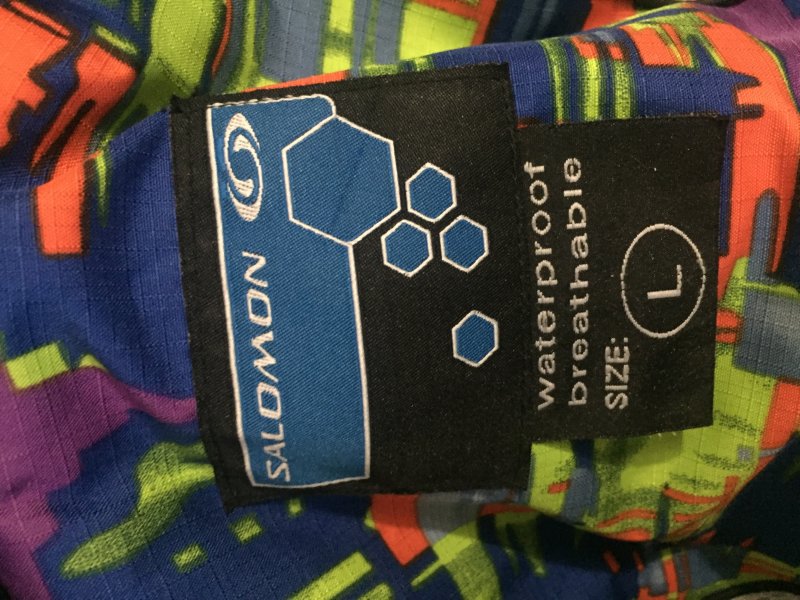 SALOMON
waterproof
breathable
SIZE: L